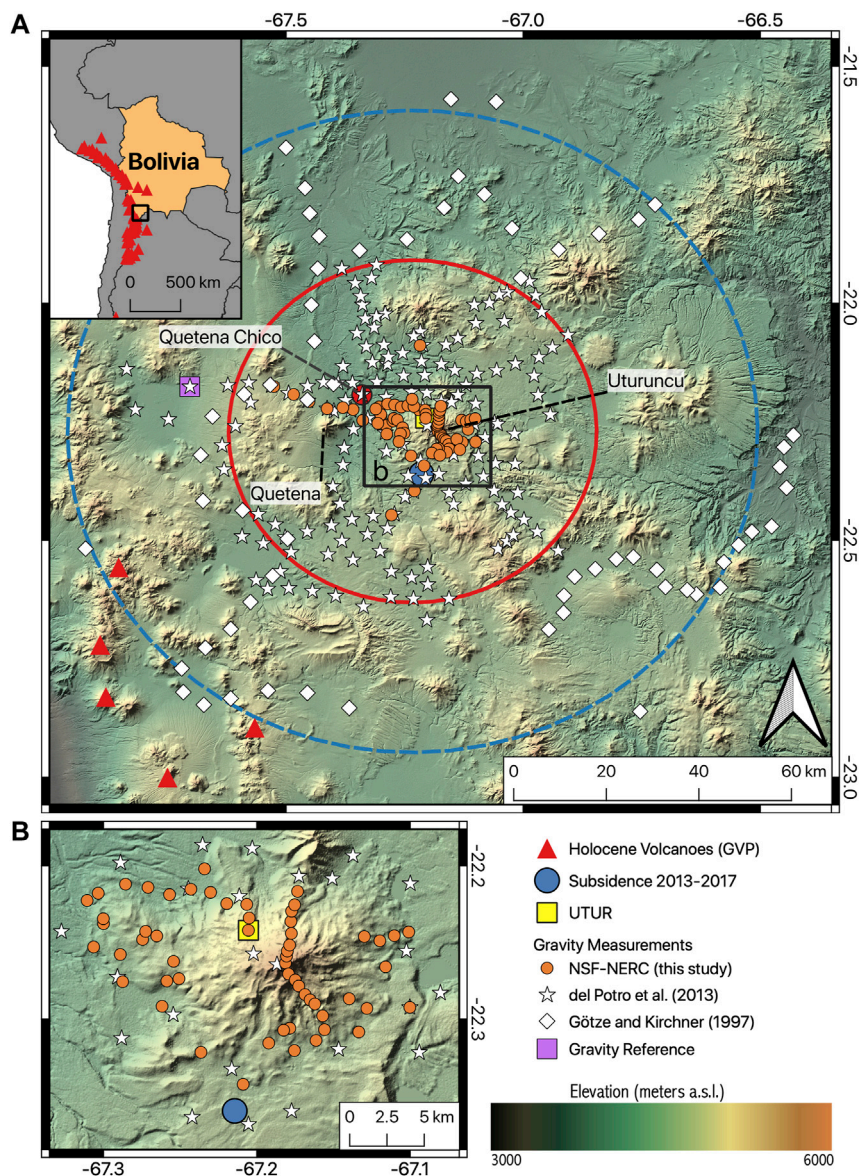 A
-67.5
-67.0
-66.5
-21.5
Bolivia
0 500 km
-22.0
Quetena Chico
Uturuncu
b
Quetena
-22.5
0 20 40 60 km
-23.0
B
-22.2
-22.3
0 2.5 5 km
-67.3
-67.2
-67.1
Holocene Volcanoes (GVP)
Subsidence 2013-2017
UTUR
Gravity Measurements
NSF-NERC (this study)
del Potro et al. (2013)
Götze and Kirchner (1997)
Gravity Reference
Elevation (meters a.s.l.)
3000
6000